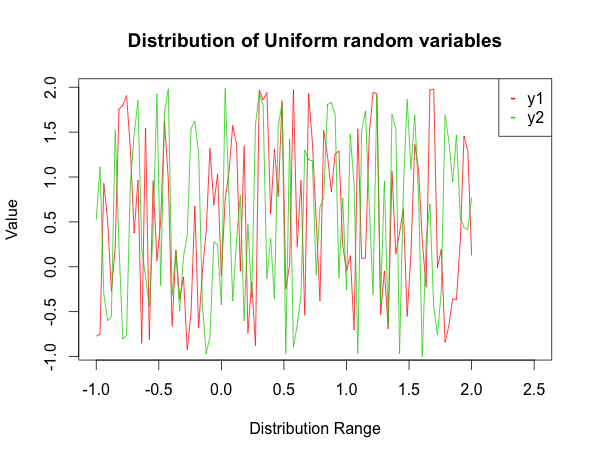 Distribution of Uniform random variables
y1
y2
Value
2.0
1.5
1.0
0.5
0.0
-0.5
-1.0
-1.0 -0.5 0.0 0.5 1.0 1.5 2.0 2.5
Distribution Range